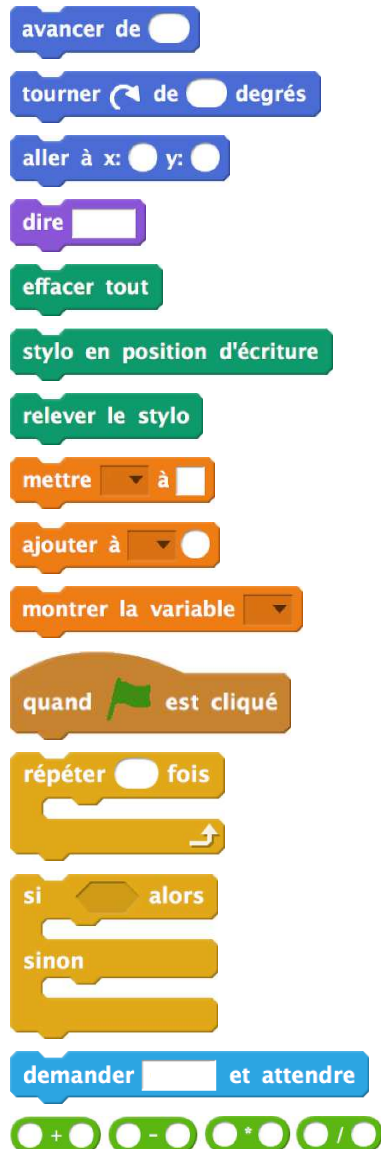 avancer de
tourner de degrés
aller à x: y:
dire
effacer tout
stylo en position d'écriture
relever le stylo
mettre à
ajouter à
montrer la variable
quand est cliqué
répéter fois
si alors
sinon
demander et attendre
+ - * /